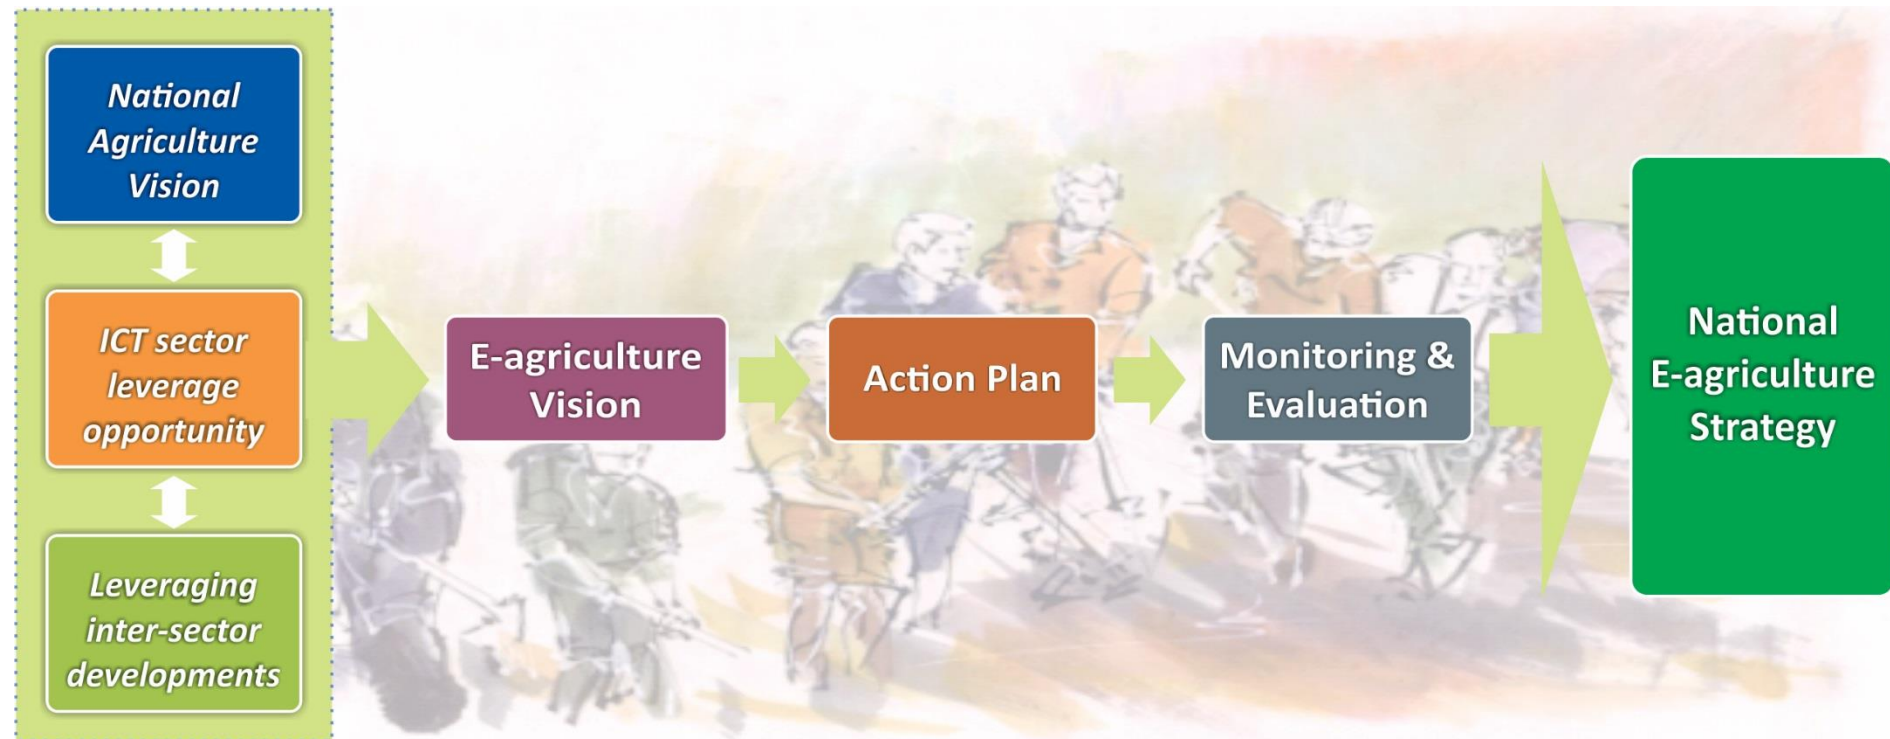 National
Agriculture
Vision
ICT sector
leverage
opportunity
Leveraging
inter-sector
developments
E-agriculture
Vision
Action Plan
Monitoring &
Evaluation
National
E-agriculture
Strategy